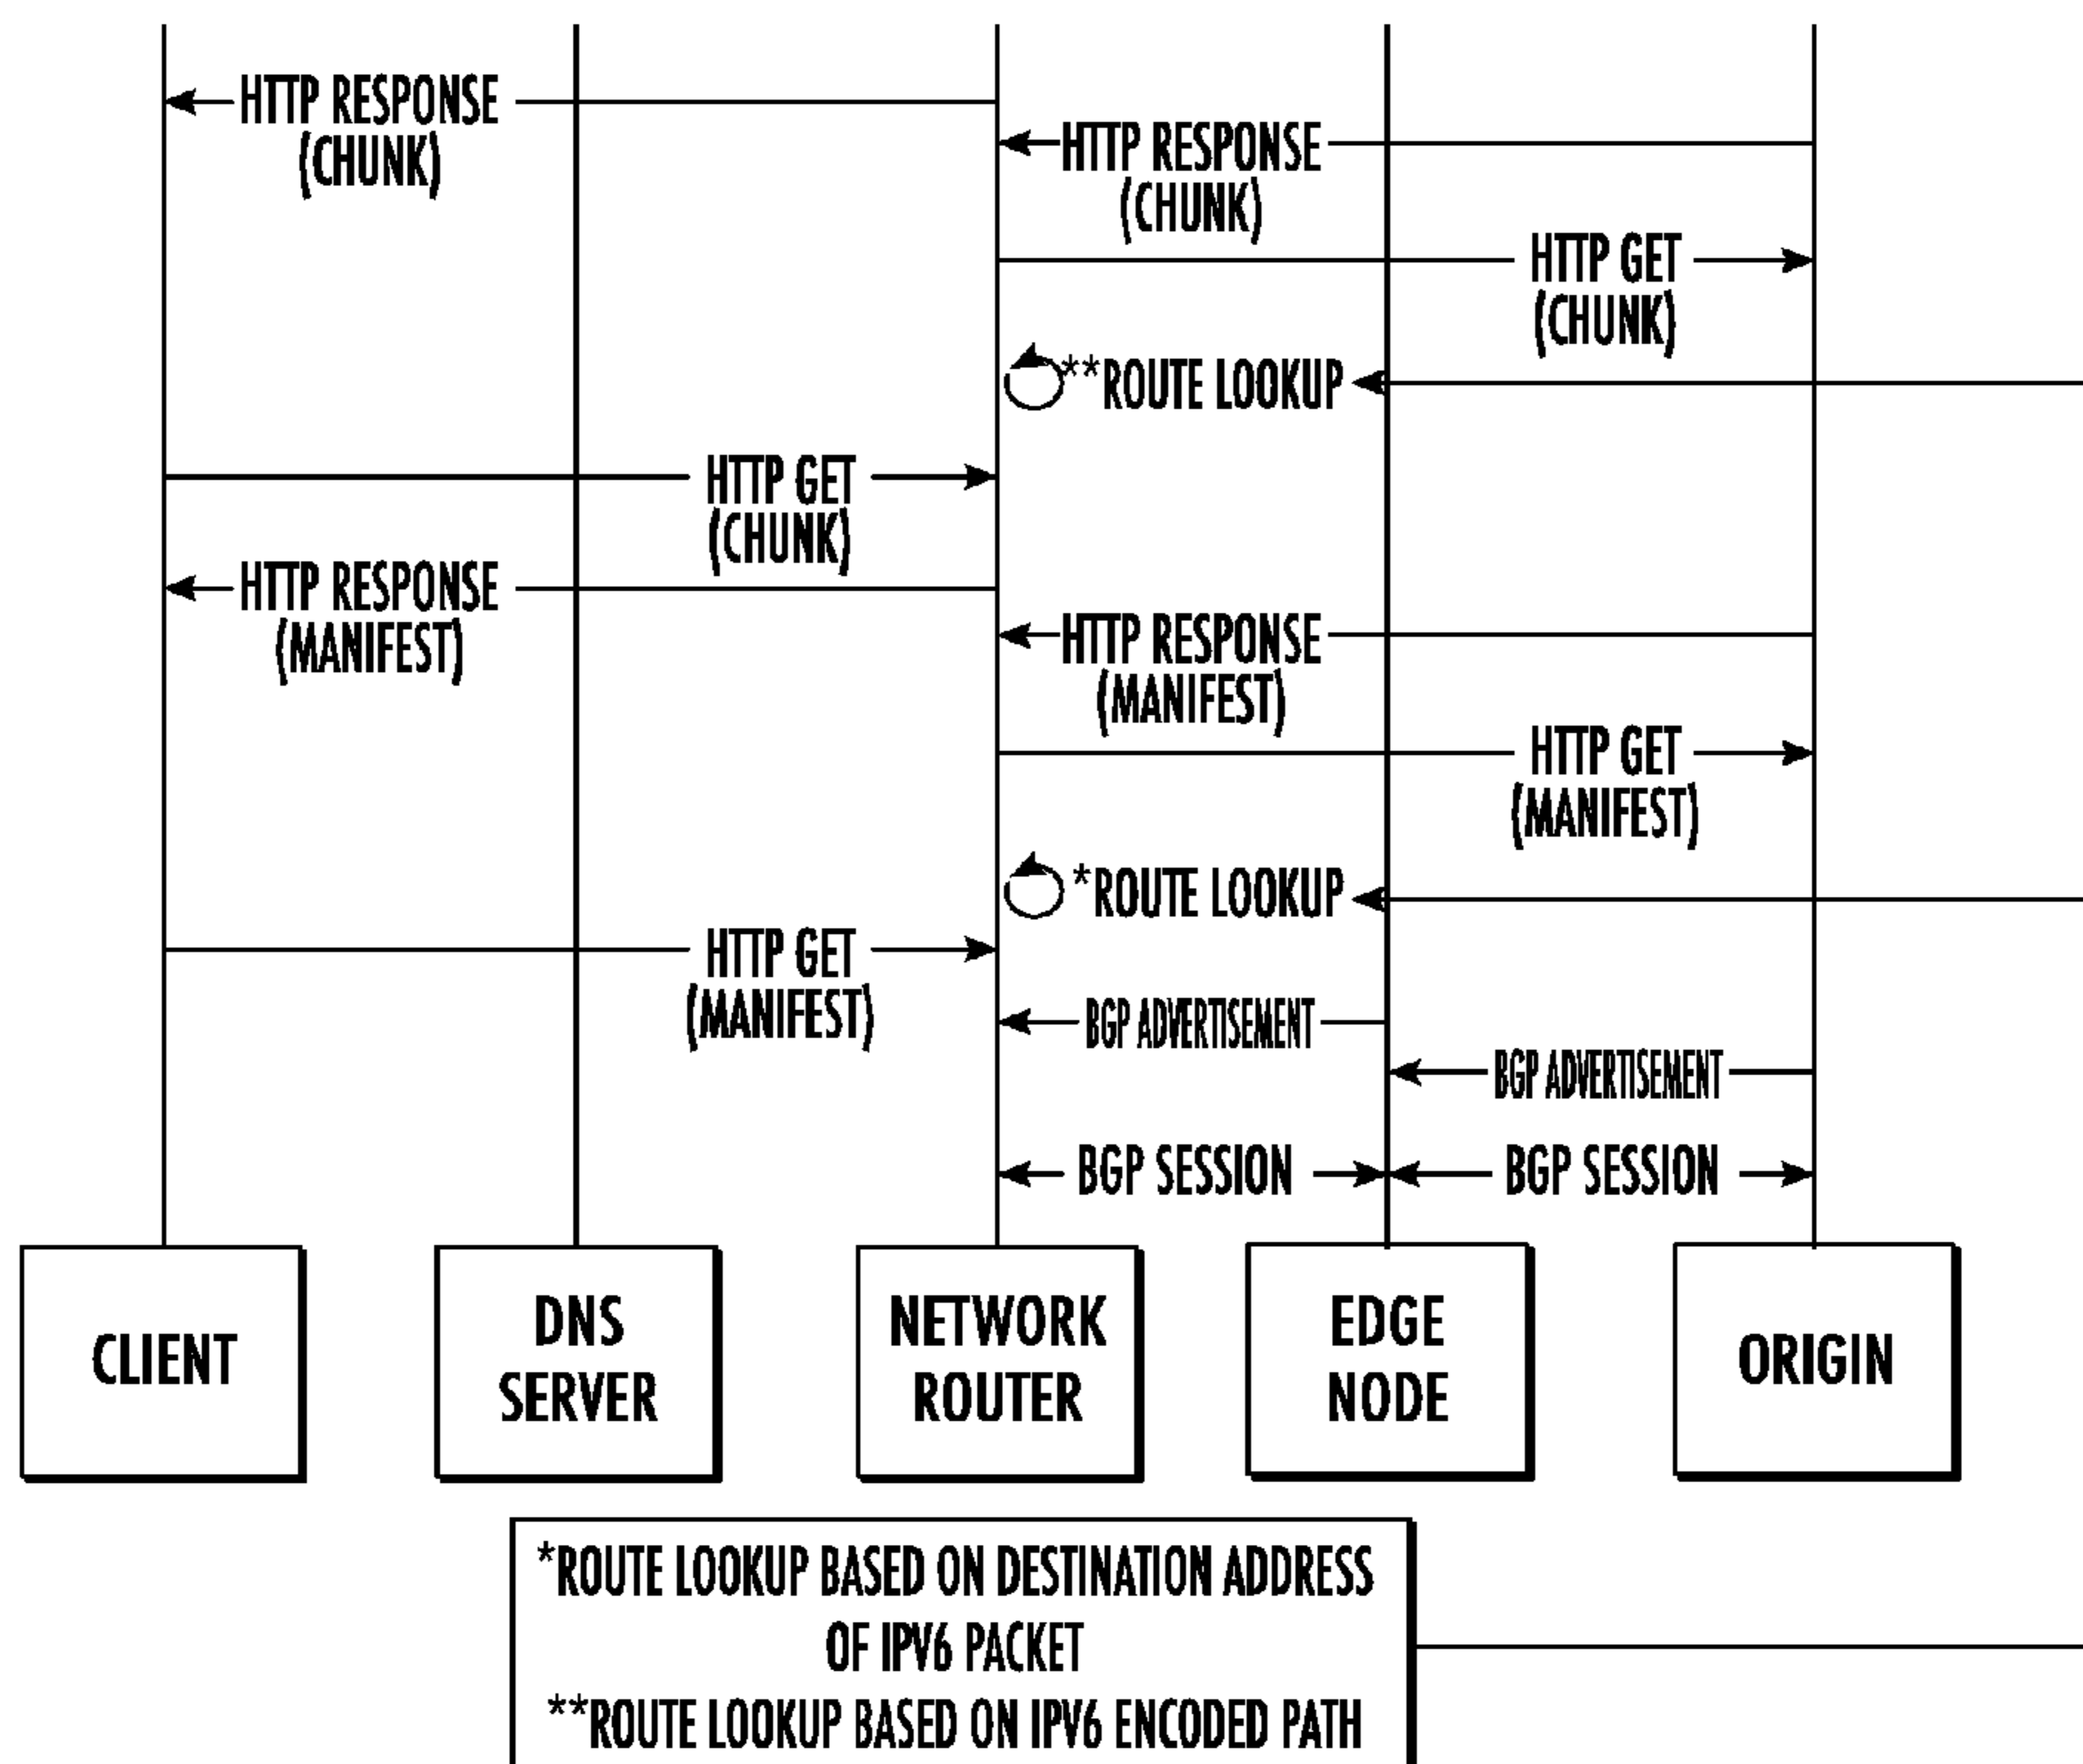 HTTP RESPONSE
(CHUNK)
HTTP RESPONSE
(CHUNK)
HTTP GET
(CHUNK)
**ROUTE LOOKUP
HTTP GET
(CHUNK)
HTTP RESPONSE
(MANIFEST)
HTTP RESPONSE
(MANIFEST)
HTTP GET
(MANIFEST)
*ROUTE LOOKUP
HTTP GET
(MANIFEST)
BGP ADVERTISEMENT
BGP ADVERTISEMENT
BGP SESSION
BGP SESSION
CLIENT
DNS
SERVER
NETWORK
ROUTER
EDGE
NODE
ORIGIN
*ROUTE LOOKUP BASED ON DESTINATION ADDRESS
OF IPV6 PACKET
**ROUTE LOOKUP BASED ON IPV6 ENCODED PATH